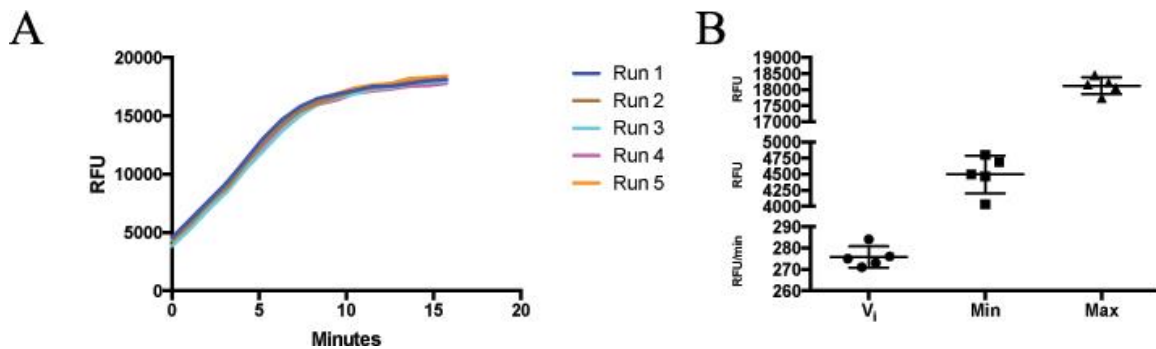 A
20000
15000
10000
5000
0
RFU
0 5 10 15 20
Minutes
Run 1
Run 2
Run 3
Run 4
Run 5
B
19000
18500
18000
17500
17000
RFU
5000
4750
4500
4250
4000
RFU
290
280
270
260
RFU/min
Vi Min Max